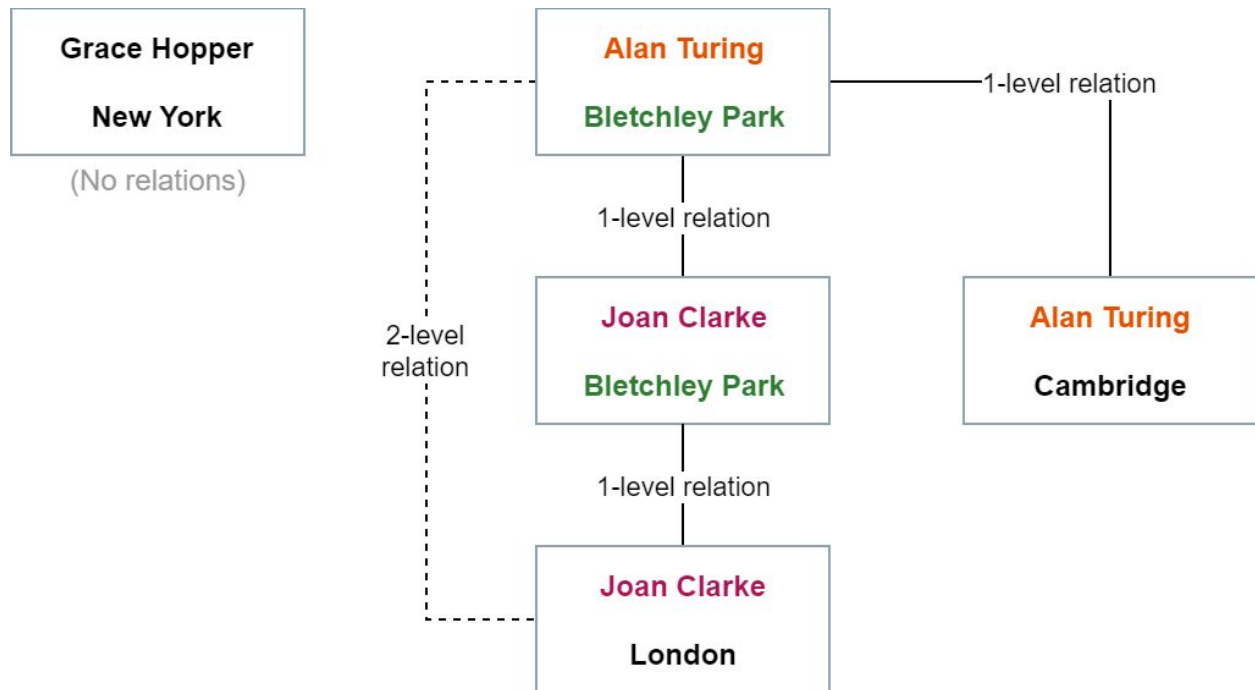 Grace Hopper
New York
(No relations)
Alan Turing
Bletchley Park
1-level relation
1-level relation
2-level
relation
Joan Clarke
Bletchley Park
Alan Turing
Cambridge
1-level relation
Joan Clarke
London